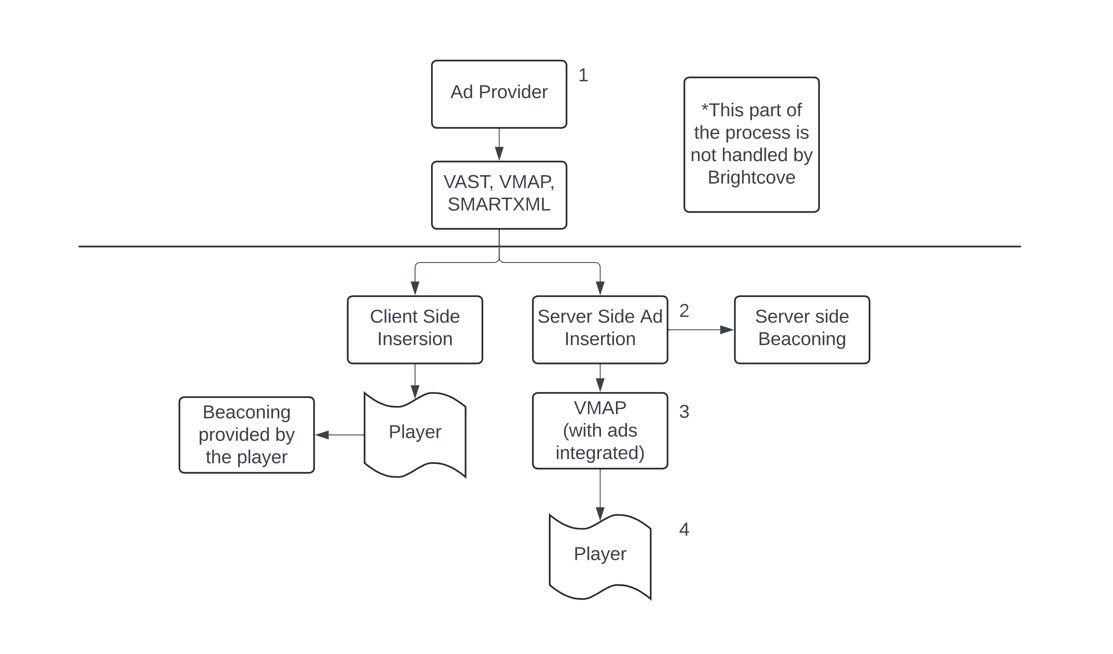 Ad Provider
1
*This part of
the process is
not handled by
Brightcove
VAST, VMAP,
SMARTXML
Client Side
Insersion
Server Side Ad
Insertion
2
Server side
Beaconing
Beaconing
provided by
the player
Player
VMAP
(with ads
integrated)
3
Player
4